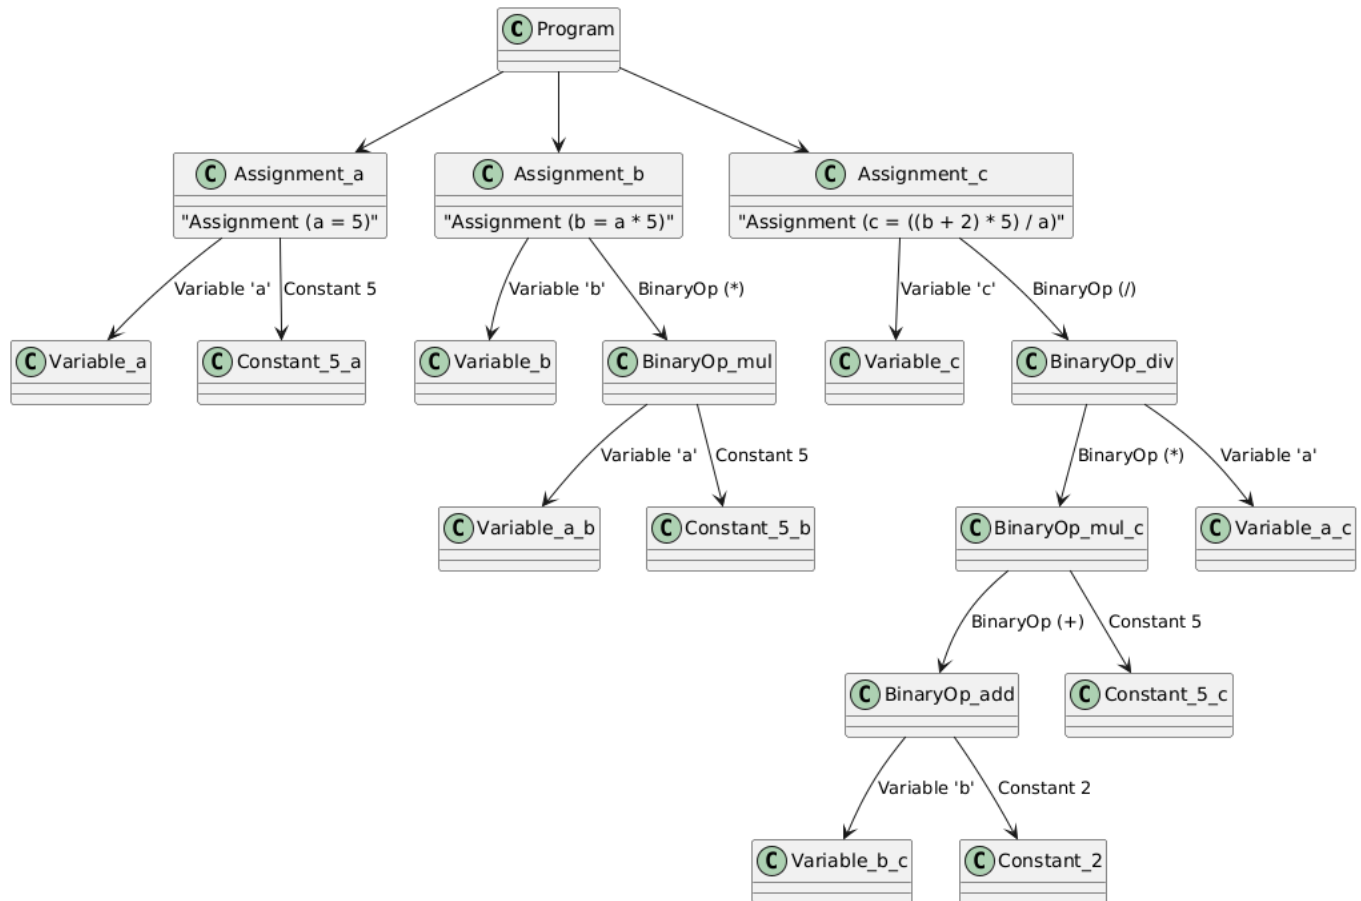 C Program
C Assignment_a
"Assignment (a = 5)"
C Assignment_b
"Assignment (b = a * 5)"
C Assignment_c
"Assignment (c = ((b + 2) * 5) / a)"
Variable 'a'
Constant 5
Variable 'b'
BinaryOp (*)
Variable 'c'
BinaryOp (/)
C Variable_a
C Constant_5_a
C Variable_b
C BinaryOp_mul
C Variable_c
C BinaryOp_div
Variable 'a'
Constant 5
BinaryOp (*)
Variable 'a'
C Variable_a_b
C Constant_5_b
C BinaryOp_mul_c
C Variable_a_c
BinaryOp (+)
Constant 5
C BinaryOp_add
C Constant_5_c
Variable 'b'
Constant 2
C Variable_b_c
C Constant_2